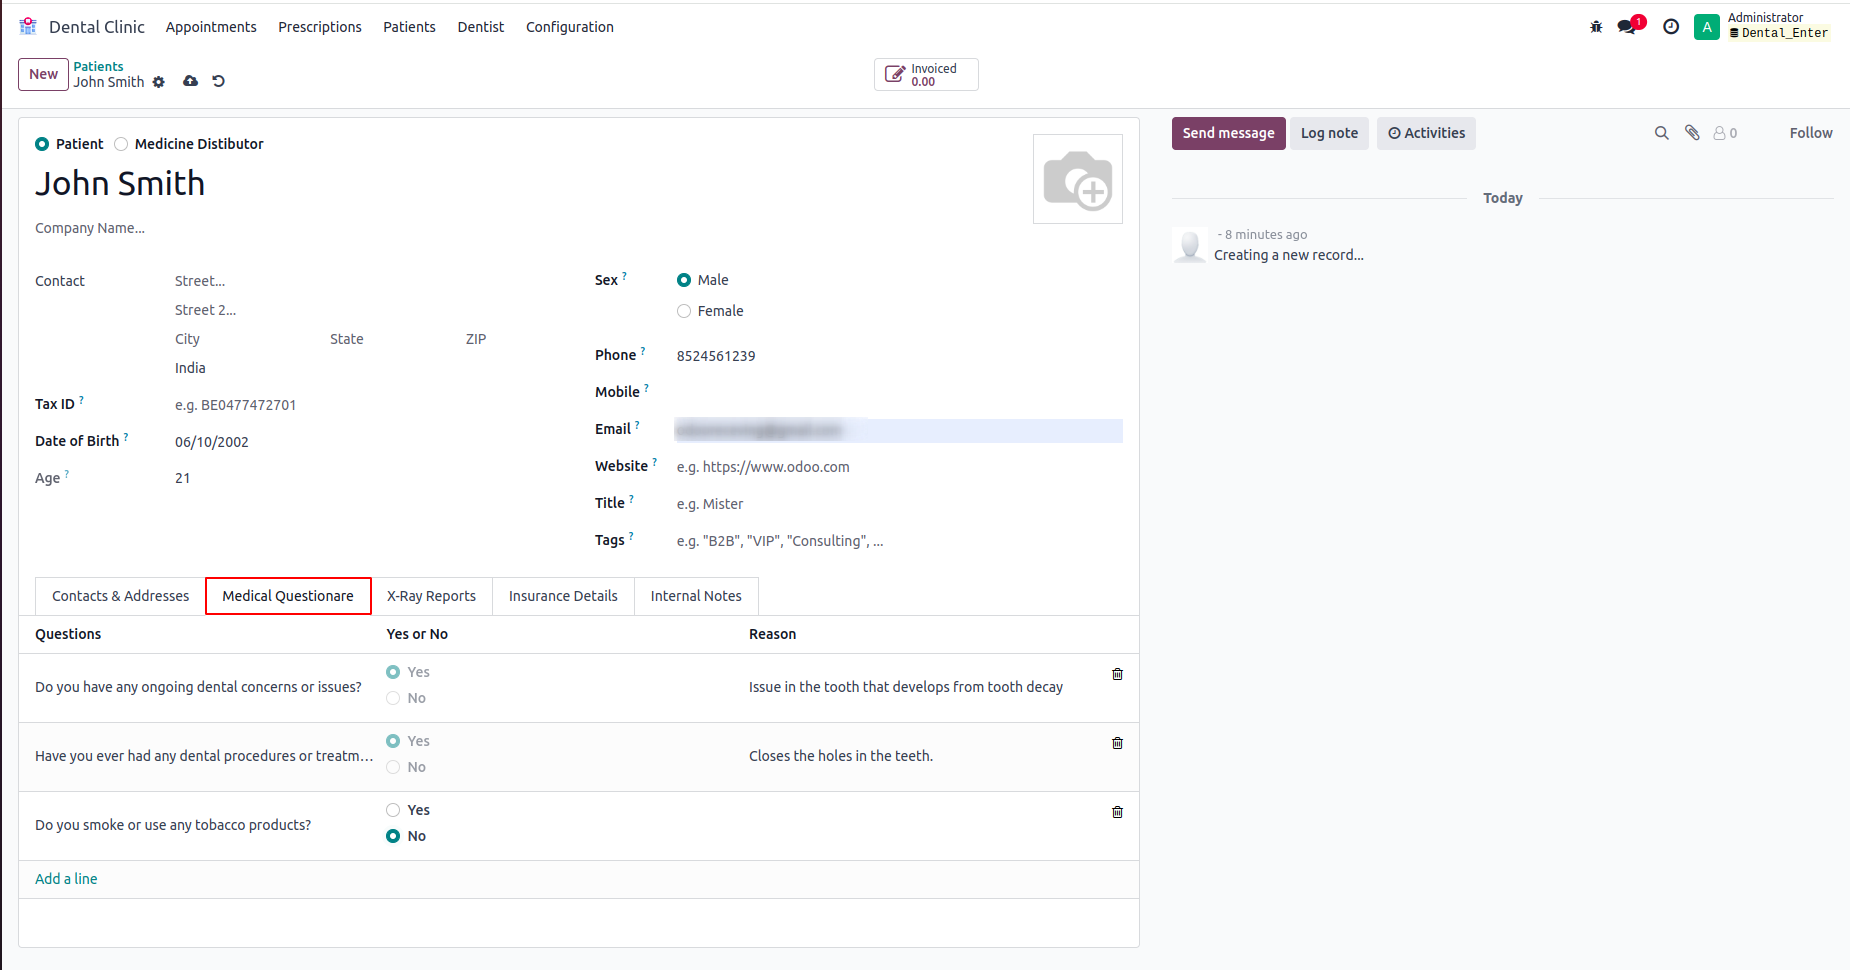 Dental Clinic Appointments Prescriptions Patients Dentist Configuration 1 A Administrator
Dental_Enter
New Patients
John Smith
Invoiced
0.00
Patient Medicine Distibutor
John Smith
Company Name...
Contact Street...
Street 2...
City State ZIP
India
Tax ID ? e.g. BE0477472701
Date of Birth ? 06/10/2002
Age ? 21
Sex ? Male
Female
Phone ? 8524561239
Mobile ?
Email ?
Website ? e.g. https://www.odoo.com
Title ? e.g. Mister
Tags ? e.g. "B2B", "VIP", "Consulting", ...
Contacts & Addresses Medical Questionare X-Ray Reports Insurance Details Internal Notes
Questions Yes or No Reason
Do you have any ongoing dental concerns or issues? Yes No Issue in the tooth that develops from tooth decay
Have you ever had any dental procedures or treatm... Yes No Closes the holes in the teeth.
Do you smoke or use any tobacco products? Yes No
Add a line
Send message Log note Activities 0 Follow
Today
- 8 minutes ago
Creating a new record...